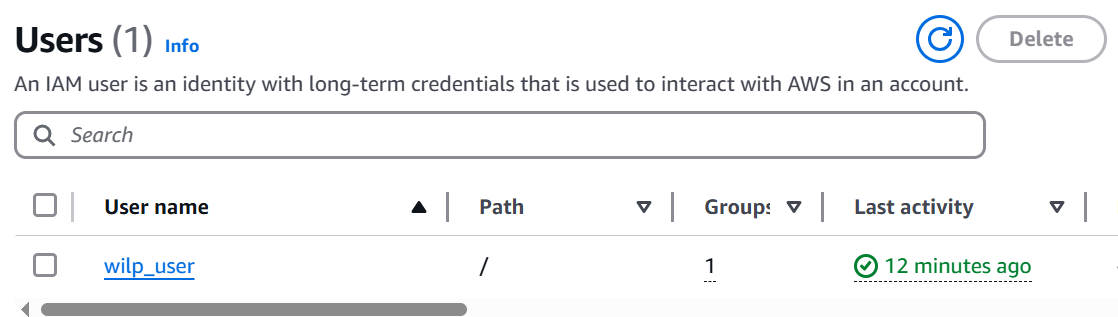 Users (1) Info
Delete
An IAM user is an identity with long-term credentials that is used to interact with AWS in an account.
Search
User name Path Groups Last activity
wilp_user / 1 12 minutes ago